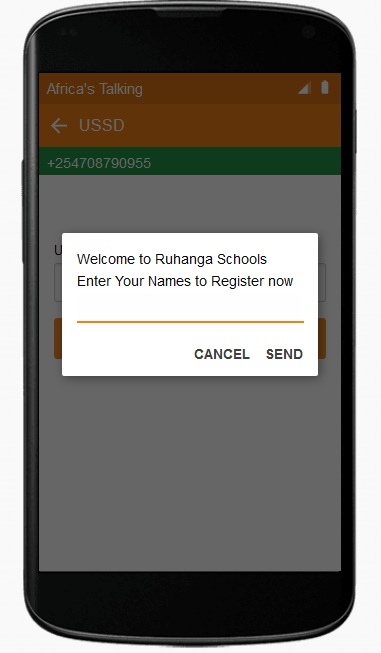 Africa's Talking
USSD
+254708790955
U
Welcome to Ruhanga Schools
Enter Your Names to Register now
CANCEL
SEND